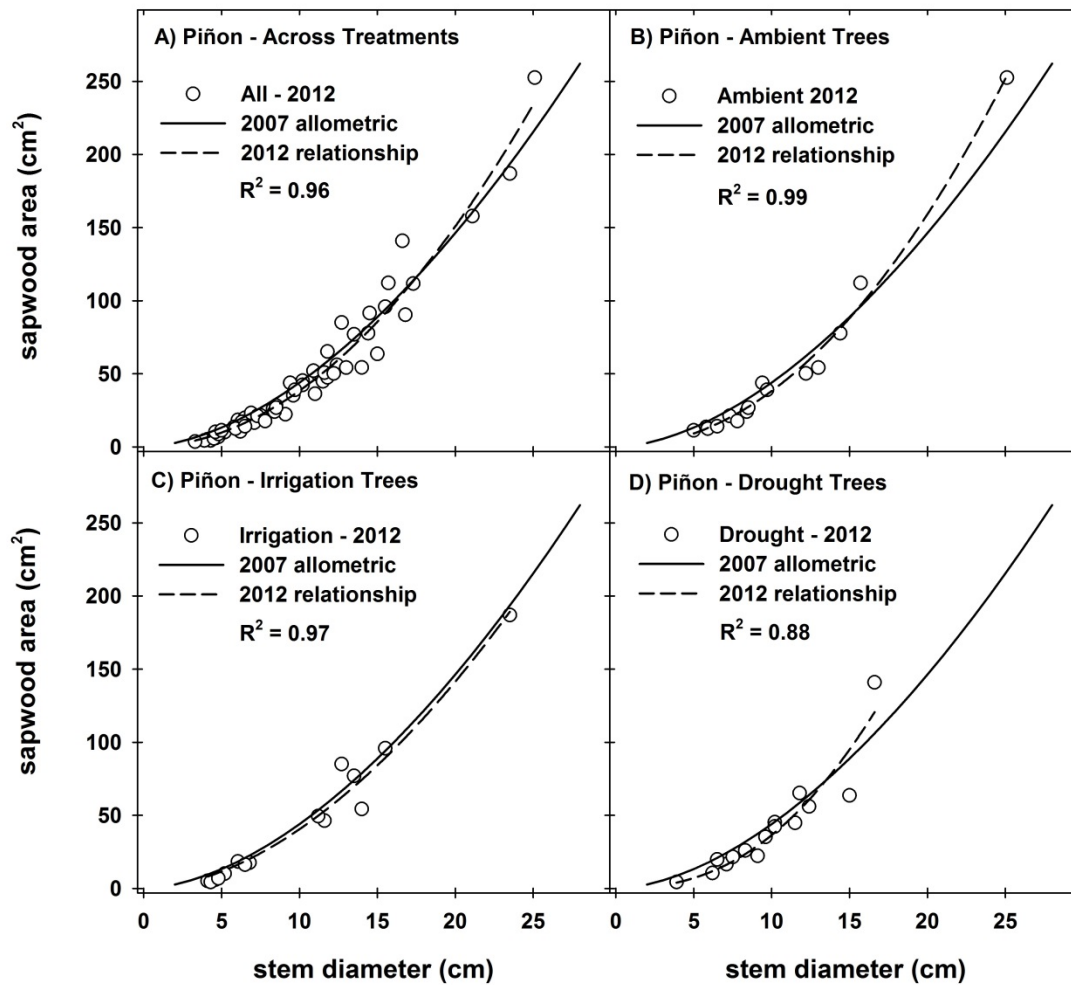 A) Piñon - Across Treatments
All - 2012
2007 allometric
2012 relationship
R² = 0.96
B) Piñon - Ambient Trees
Ambient 2012
2007 allometric
2012 relationship
R² = 0.99
250
200
150
100
50
0
sapwood area (cm²)
C) Piñon - Irrigation Trees
Irrigation - 2012
2007 allometric
2012 relationship
R² = 0.97
D) Piñon - Drought Trees
Drought - 2012
2007 allometric
2012 relationship
R² = 0.88
250
200
150
100
50
0
sapwood area (cm²)
0 5 10 15 20 25
0 5 10 15 20 25
stem diameter (cm)
stem diameter (cm)